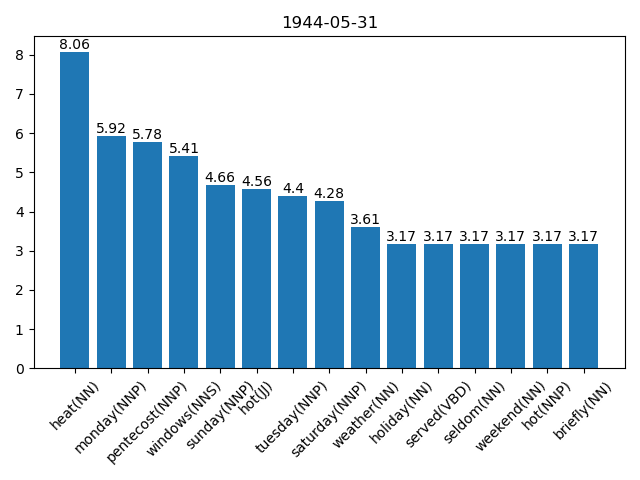 1944-05-31
8.06
5.92
5.78
5.41
4.66
4.56
4.4
4.28
3.61
3.17
3.17
3.17
3.17
3.17
3.17
8
7
6
5
4
3
2
1
0
heat(NN)
monday(NNP)
pentecost(NNP)
windows(NNS)
sunday(NNP)
hot(JJ)
tuesday(NNP)
saturday(NNP)
weather(NN)
holiday(NN)
served(VBD)
seldom(NN)
weekend(NN)
hot(NNP)
briefly(NN)